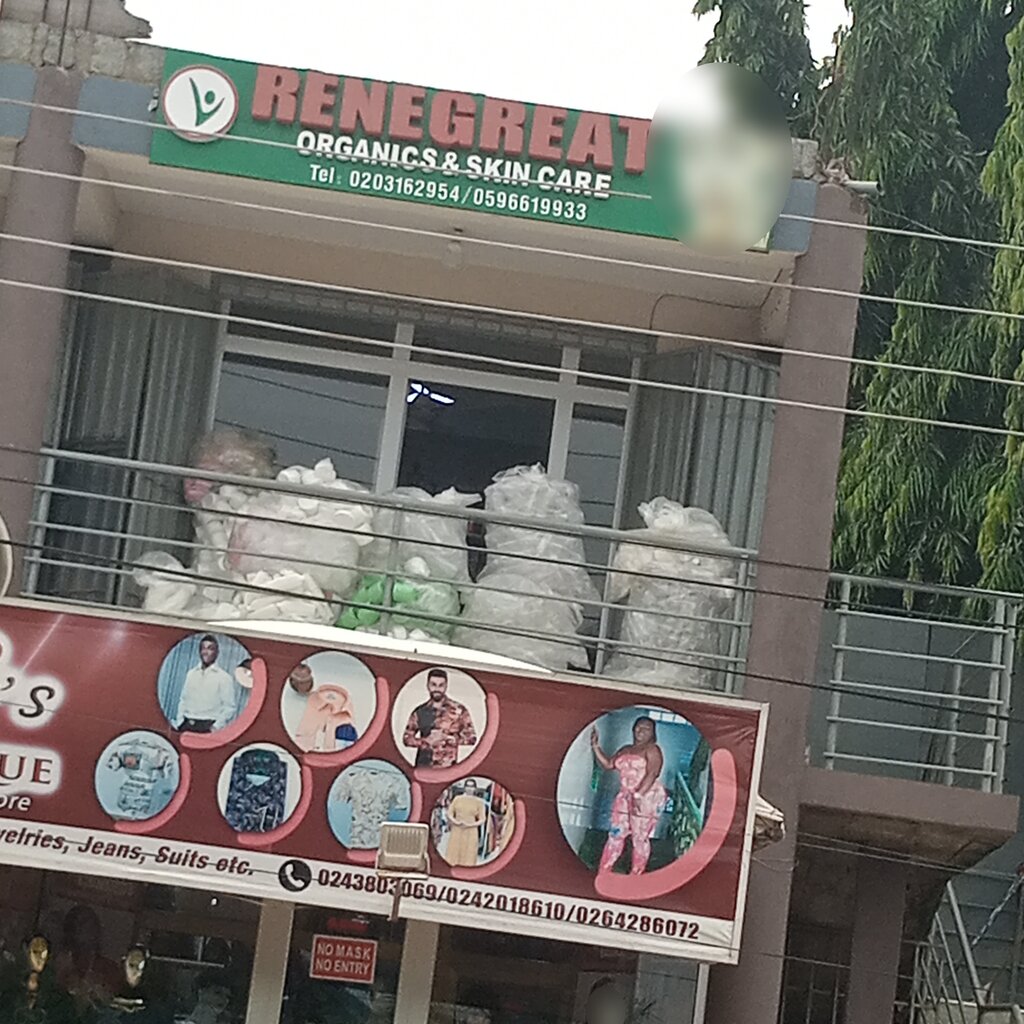 RENEGREAT
ORGANICS & SKIN CARE
Tel: 0203162954/0596619933
's
UE
ore
welries, Jeans, Suits etc.
0243803069/0242018610/0264286072
NO MASK
NO ENTRY